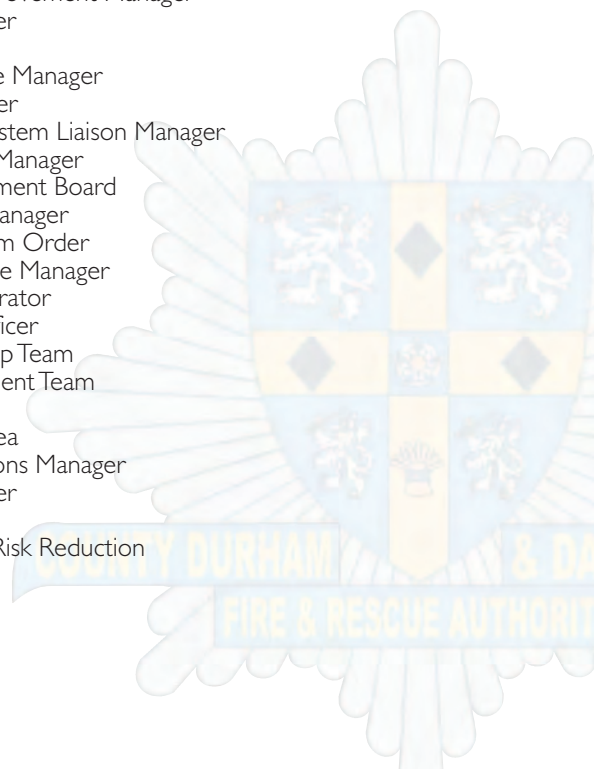 er
e Manager
er
stem Liaison Manager
Manager
ment Board
anager
m Order
e Manager
rator
ficer
p Team
ent Team
ea
ons Manager
er
Risk Reduction
COUNTY DURHAM & DA
FIRE & RESCUE AUTHORIT